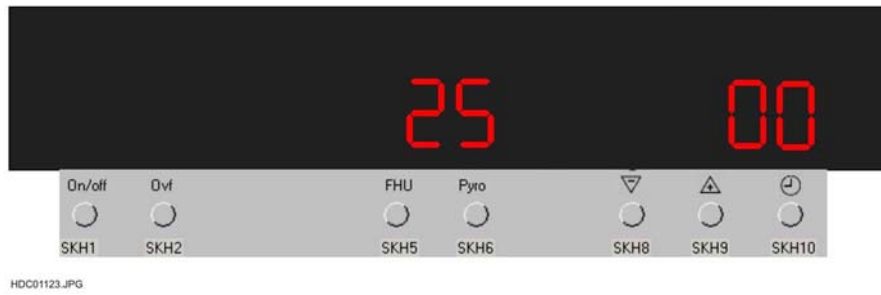 25 00
On/off Ovf FHU Pyro - +
SKH1 SKH2 SKH5 SKH6 SKH8 SKH9 SKH10
HDC01123.JPG